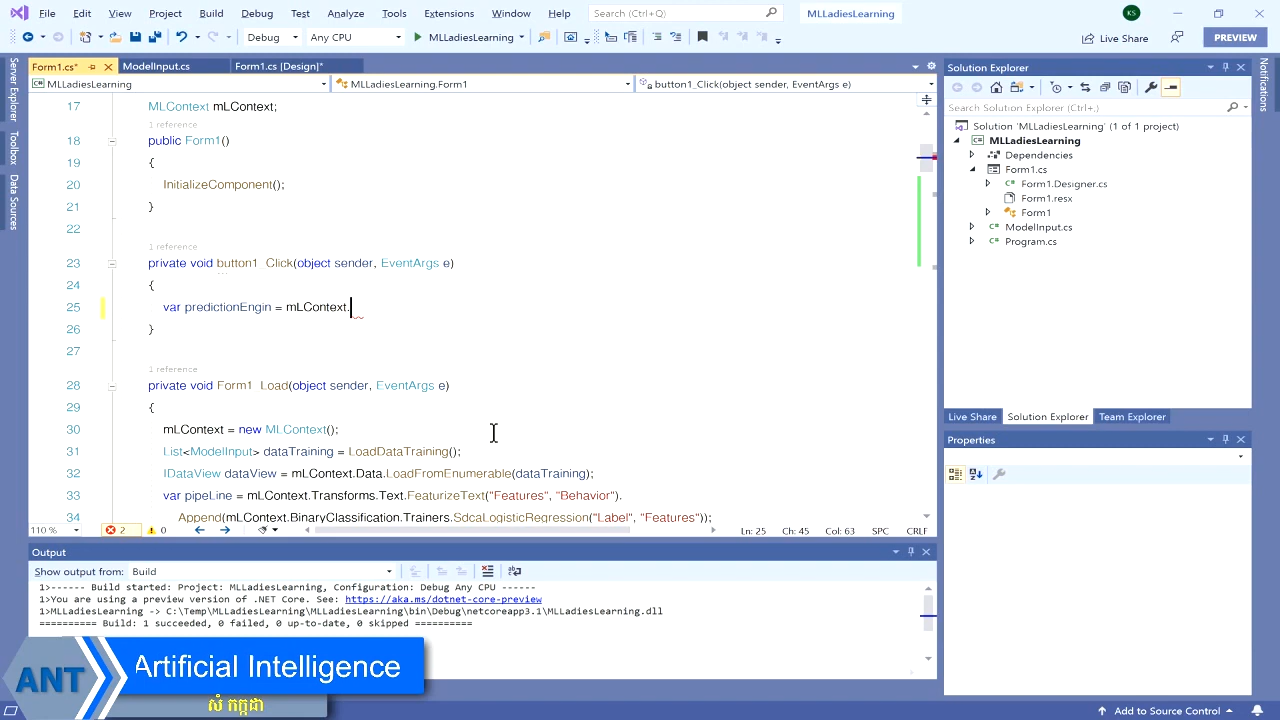 File Edit View Project Build Debug Test Analyze Tools Extensions Window Help Search (Ctrl+Q) MLLadiesLearning KS
Debug Any CPU MLLadiesLearning Live Share PREVIEW
Server Explorer
Toolbox
Data Sources
Form1.cs* ModelInput.cs Form1.cs [Design]*
MLLadiesLearning MLLadiesLearning.Form1 button1_Click(object sender, EventArgs e)
17 MLContext mLContext;
1 reference
18 public Form1()
19 {
20 InitializeComponent();
21 }
22
1 reference
23 private void button1_Click(object sender, EventArgs e)
24 {
25 var predictionEngin = mLContext.
26 }
27
1 reference
28 private void Form1_Load(object sender, EventArgs e)
29 {
30 mLContext = new MLContext();
31 List<ModelInput> dataTraining = LoadDataTraining();
32 IDataView dataView = mLContext.Data.LoadFromEnumerable(dataTraining);
33 var pipeLine = mLContext.Transforms.Text.FeaturizeText("Features", "Behavior").
34 Append(mLContext.BinaryClassification.Trainers.SdcaLogisticRegression("Label", "Features"));
110 % 2 0 Ln: 25 Ch: 45 Col: 63 SPC CRLF
Output
Show output from: Build
1>------ Build started: Project: MLLadiesLearning, Configuration: Debug Any CPU ------
1>You are using a preview version of .NET Core. See: https://aka.ms/dotnet-core-preview
1>MLLadiesLearning -> C:\Temp\MLLadiesLearning\MLLadiesLearning\bin\Debug\netcoreapp3.1\MLLadiesLearning.dll
========== Build: 1 succeeded, 0 failed, 0 up-to-date, 0 skipped ==========
Solution Explorer
Search Solution Explorer (Ctrl+;)
Solution 'MLLadiesLearning' (1 of 1 project)
MLLadiesLearning
Dependencies
Form1.cs
Form1.Designer.cs
Form1.resx
Form1
ModelInput.cs
Program.cs
Live Share Solution Explorer Team Explorer
Properties
Notifications
ANT Artificial Intelligence
សំ កក្កដា
Add to Source Control